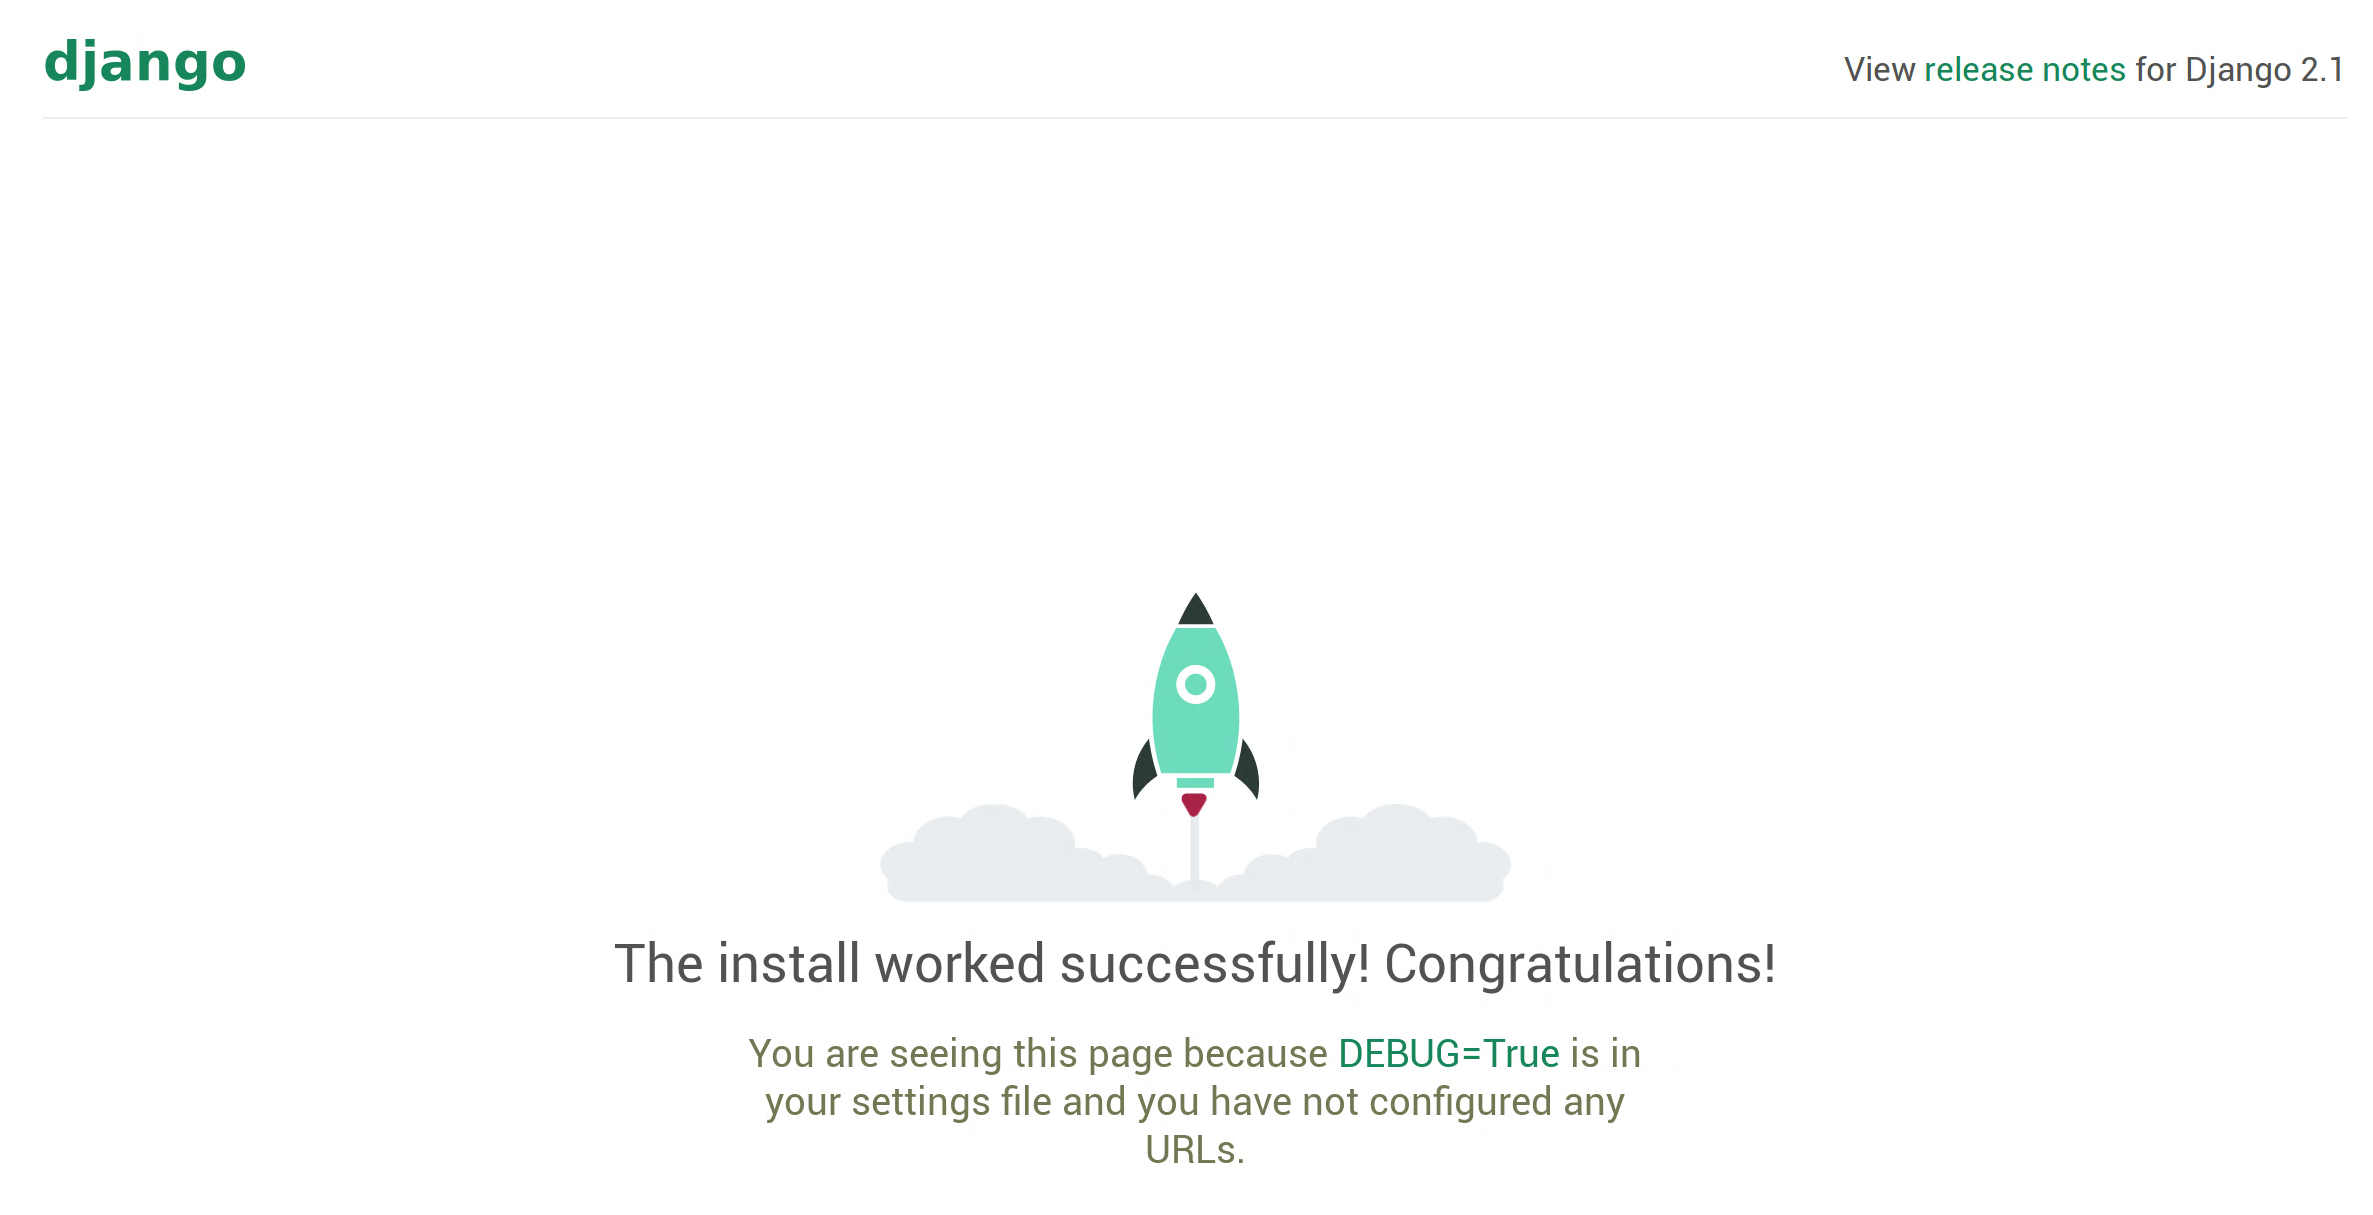 django
View release notes for Django 2.1
The install worked successfully! Congratulations!
You are seeing this page because DEBUG=True is in
your settings file and you have not configured any
URLs.